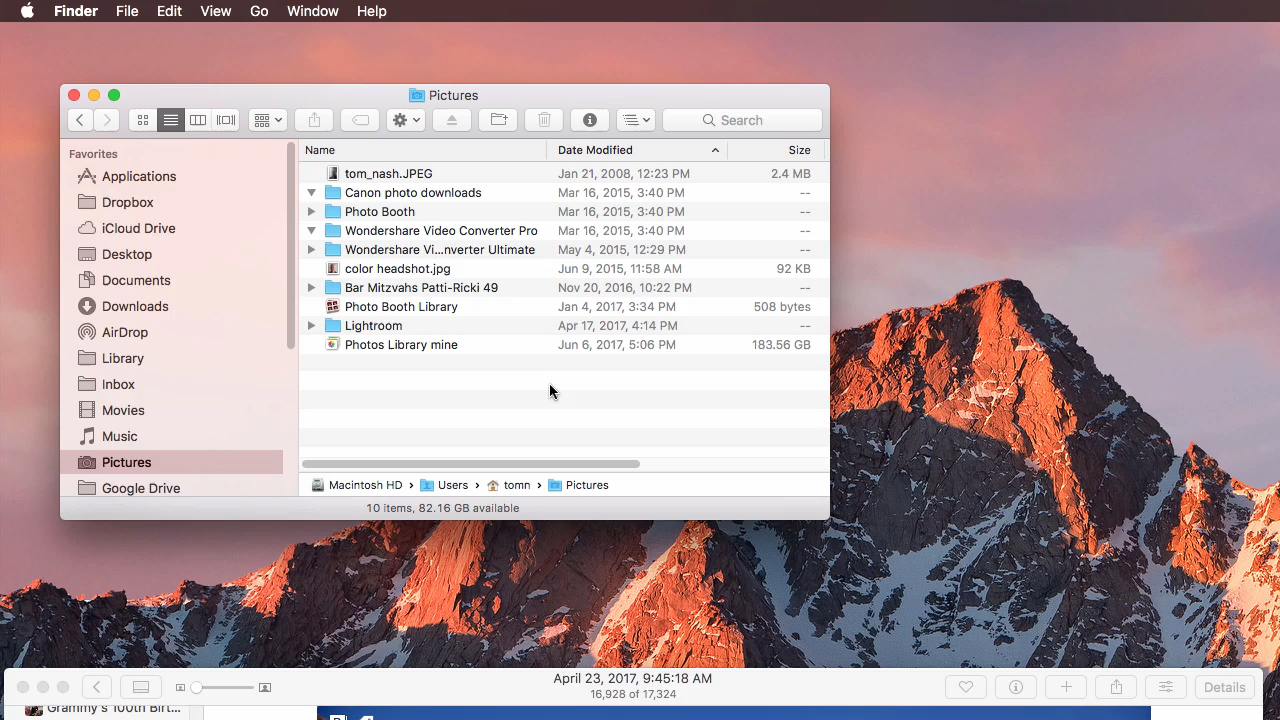 Finder File Edit View Go Window Help
Pictures
Search
Favorites
Applications
Dropbox
iCloud Drive
Desktop
Documents
Downloads
AirDrop
Library
Inbox
Movies
Music
Pictures
Google Drive
Name Date Modified Size
tom_nash.JPEG Jan 21, 2008, 12:23 PM 2.4 MB
Canon photo downloads Mar 16, 2015, 3:40 PM --
Photo Booth Mar 16, 2015, 3:40 PM --
Wondershare Video Converter Pro Mar 16, 2015, 3:40 PM --
Wondershare Vi...nverter Ultimate May 4, 2015, 12:29 PM --
color headshot.jpg Jun 9, 2015, 11:58 AM 92 KB
Bar Mitzvahs Patti-Ricki 49 Nov 20, 2016, 10:22 PM --
Photo Booth Library Jan 4, 2017, 3:34 PM 508 bytes
Lightroom Apr 17, 2017, 4:14 PM --
Photos Library mine Jun 6, 2017, 5:06 PM 183.56 GB
Macintosh HD › Users › tomn › Pictures
10 items, 82.16 GB available
April 23, 2017, 9:45:18 AM
16,928 of 17,324
Details
Grammy's 100th Birt...